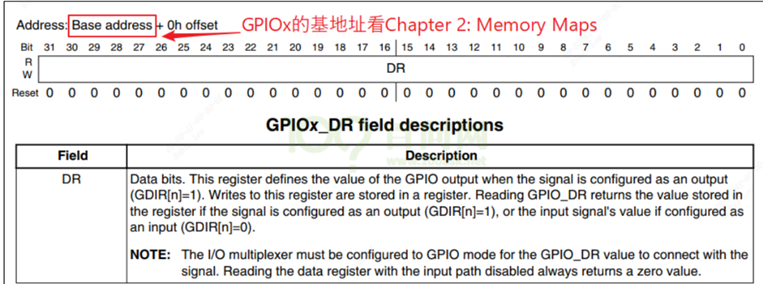 Address: Base address + 0h offset GPIOx的基地址看Chapter 2: Memory Maps
Bit 31 30 29 28 27 26 25 24 23 22 21 20 19 18 17 16 15 14 13 12 11 10 9 8 7 6 5 4 3 2 1 0
R
W
DR
Reset 0 0 0 0 0 0 0 0 0 0 0 0 0 0 0 0 0 0 0 0 0 0 0 0 0 0 0 0 0 0 0 0
GPIOx_DR field descriptions
Field Description
DR Data bits. This register defines the value of the GPIO output when the signal is configured as an output
(GDIR[n]=1). Writes to this register are stored in a register. Reading GPIO_DR returns the value stored in
the register if the signal is configured as an output (GDIR[n]=1), or the input signal's value if configured as
an input (GDIR[n]=0).
NOTE: The I/O multiplexer must be configured to GPIO mode for the GPIO_DR value to connect with the
signal. Reading the data register with the input path disabled always returns a zero value.